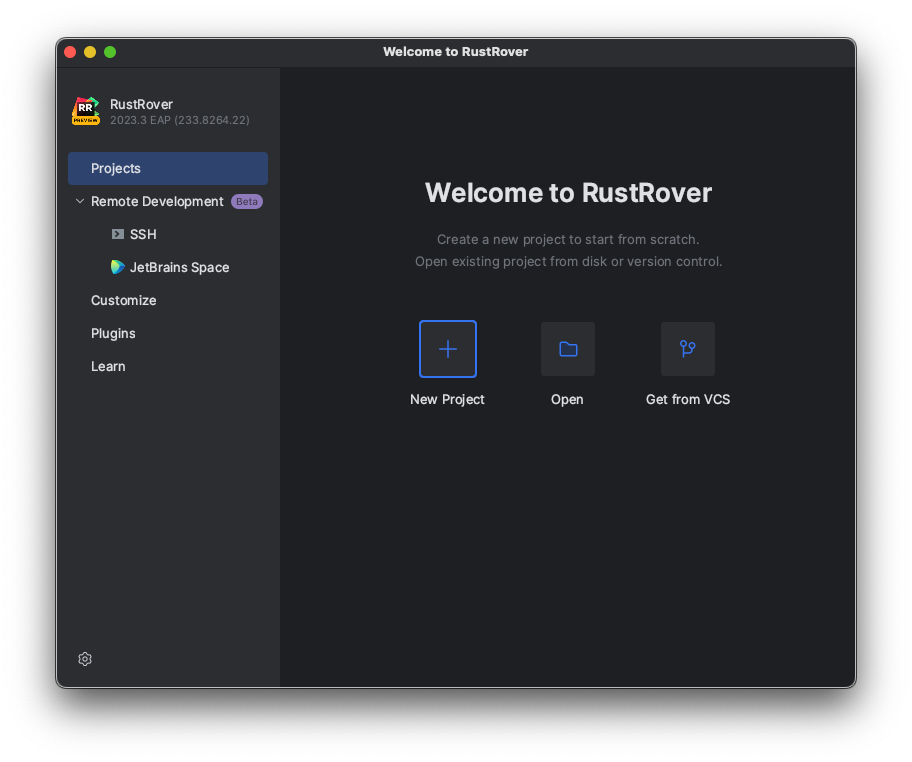 Welcome to RustRover
RR
PREVIEW
RustRover
2023.3 EAP (233.8264.22)
Projects
Remote Development Beta
SSH
JetBrains Space
Customize
Plugins
Learn
Welcome to RustRover
Create a new project to start from scratch.
Open existing project from disk or version control.
New Project
Open
Get from VCS